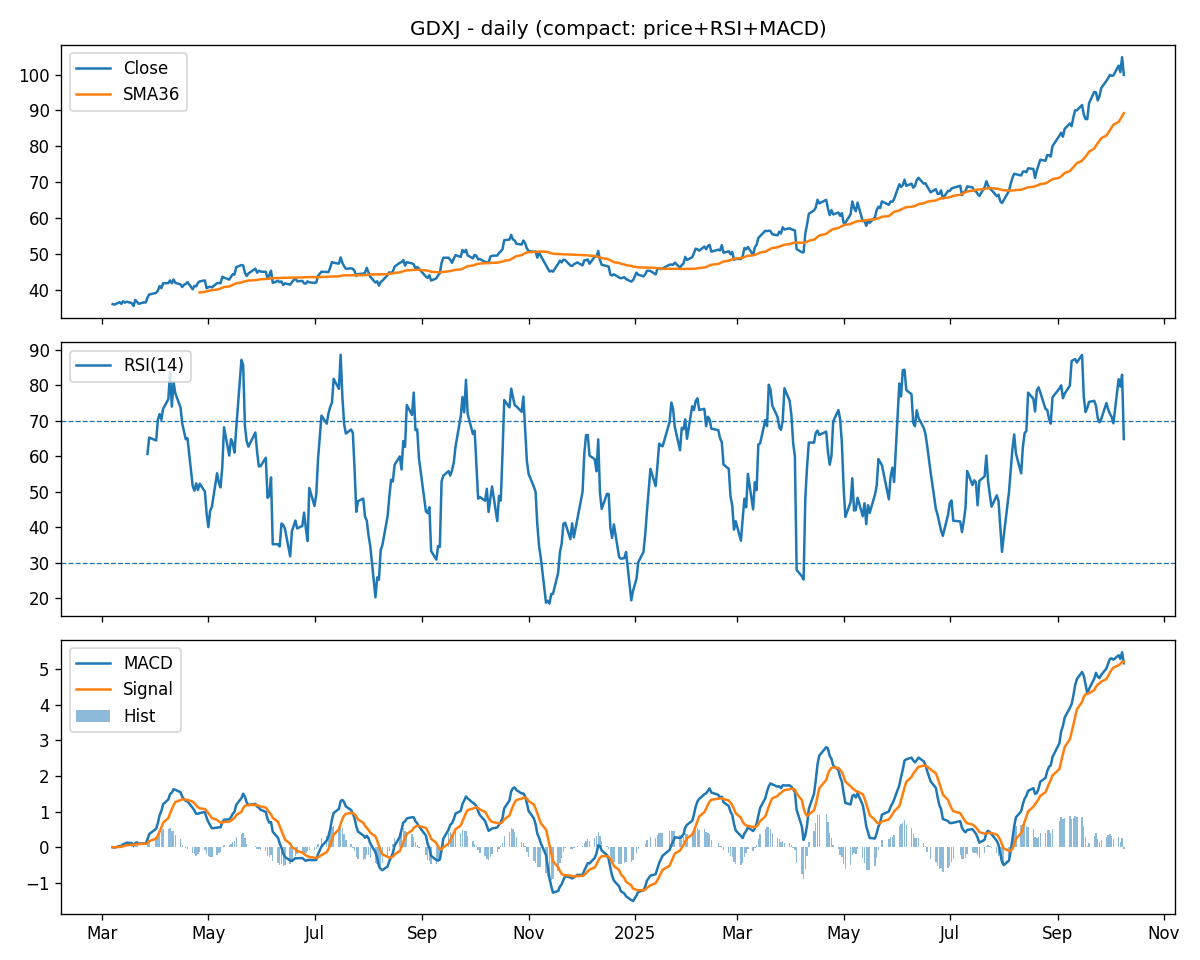 GDXJ - daily (compact: price+RSI+MACD)
Close
SMA36
100
90
80
70
60
50
40
RSI(14)
90
80
70
60
50
40
30
20
MACD
Signal
Hist
5
4
3
2
1
0
−1
Mar May Jul Sep Nov 2025 Mar May Jul Sep Nov